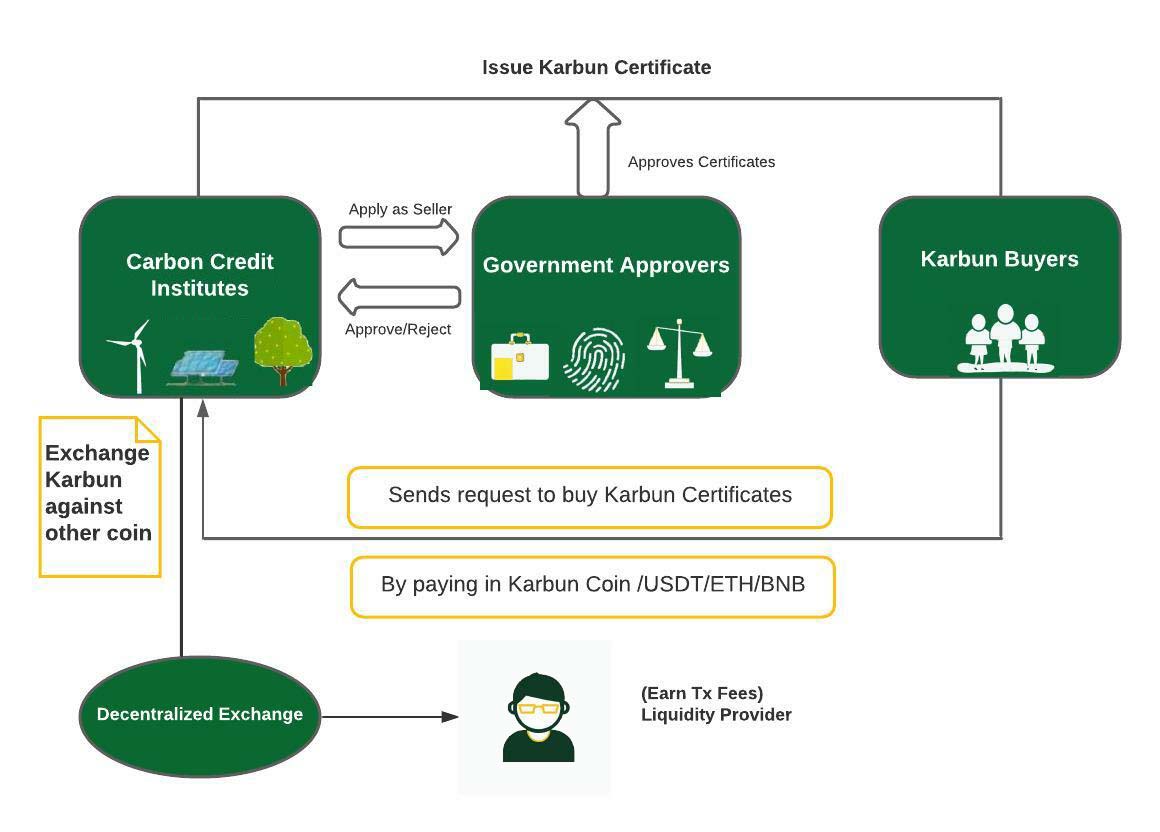 Issue Karbun Certificate
Approves Certificates
Apply as Seller
Carbon Credit
Institutes
Government Approvers
Karbun Buyers
Approve/Reject
Exchange
Karbun
against
other coin
Sends request to buy Karbun Certificates
By paying in Karbun Coin /USDT/ETH/BNB
Decentralized Exchange
(Earn Tx Fees)
Liquidity Provider